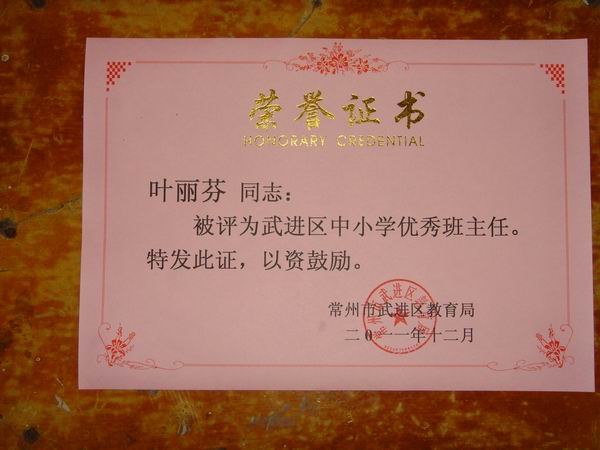 荣誉证书
HONORARY CREDENTIAL
叶丽芬 同志：
被评为武进区中小学优秀班主任。
特发此证，以资鼓励。
常州市武进区教育局
二0一一年十二月